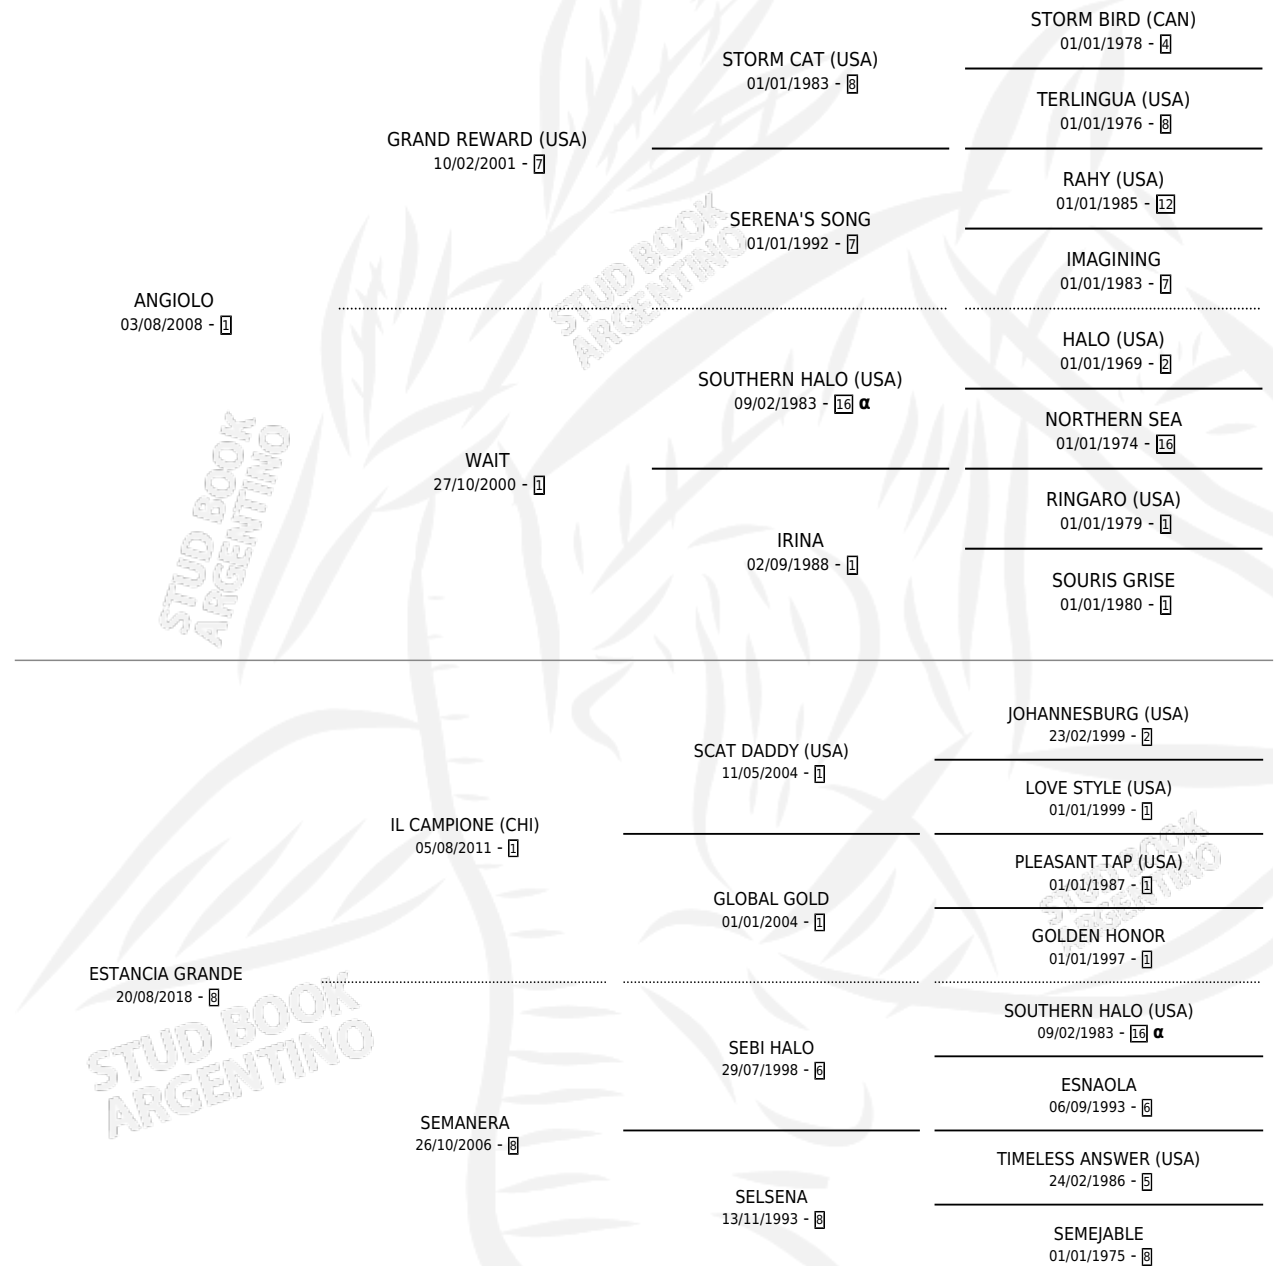 STORM BIRD (CAN)
01/01/1978 - 4
STORM CAT (USA)
01/01/1983 - 8
TERLINGUA (USA)
01/01/1976 - 8
GRAND REWARD (USA)
10/02/2001 - 7
RAHY (USA)
01/01/1985 - 12
SERENA'S SONG
01/01/1992 - 7
IMAGINING
01/01/1983 - 7
STUD BOOK
ARGENTINO
ANGIOLO
03/08/2008 - 1
HALO (USA)
01/01/1969 - 2
SOUTHERN HALO (USA)
09/02/1983 - 16 α
NORTHERN SEA
01/01/1974 - 16
WAIT
27/10/2000 - 1
RINGARO (USA)
01/01/1979 - 1
IRINA
02/09/1988 - 1
SOURIS GRISE
01/01/1980 - 1
STUD BOOK
ARGENTINO
JOHANNESBURG (USA)
23/02/1999 - 2
SCAT DADDY (USA)
11/05/2004 - 1
LOVE STYLE (USA)
01/01/1999 - 1
IL CAMPIONE (CHI)
05/08/2011 - 1
PLEASANT TAP (USA)
01/01/1987 - 1
GLOBAL GOLD
01/01/2004 - 1
GOLDEN HONOR
01/01/1997 - 1
STUD BOOK
ARGENTINO
ESTANCIA GRANDE
20/08/2018 - 8
SOUTHERN HALO (USA)
09/02/1983 - 16 α
SEBI HALO
29/07/1998 - 6
ESNAOLA
06/09/1993 - 6
SEMANERA
26/10/2006 - 8
TIMELESS ANSWER (USA)
24/02/1986 - 5
SELSENA
13/11/1993 - 8
SEMEJABLE
01/01/1975 - 8
STUD BOOK
ARGENTINO